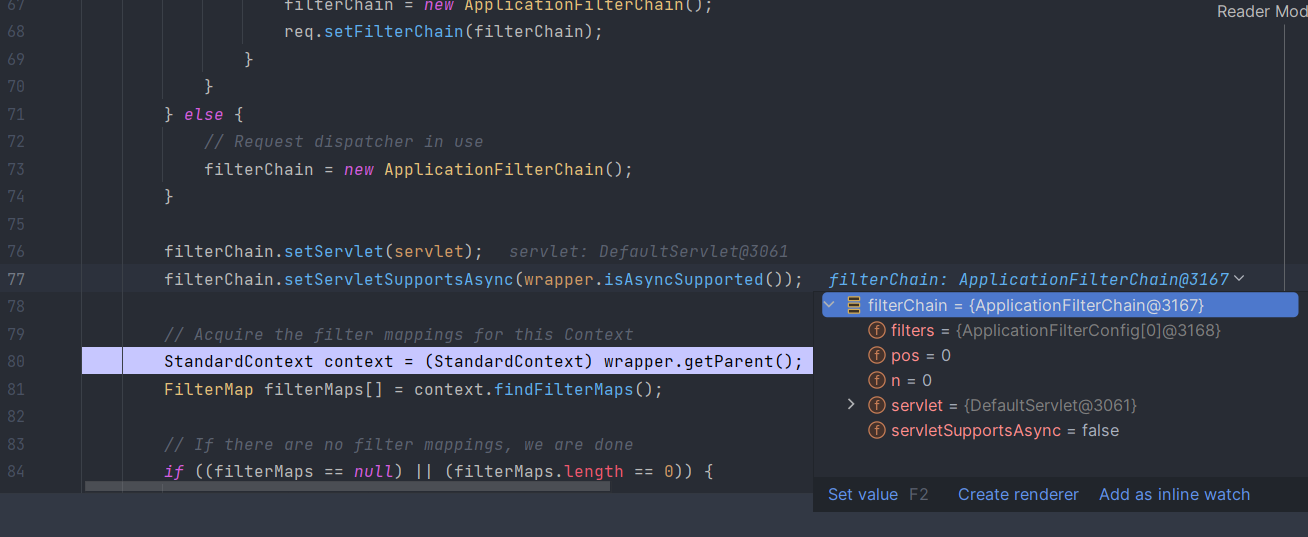 67 filterChain = new ApplicationFilterChain();
Reader Mod
68 req.setFilterChain(filterChain);
69 }
70 }
71 } else {
72 // Request dispatcher in use
73 filterChain = new ApplicationFilterChain();
74 }
75
76 filterChain.setServlet(servlet); servlet: DefaultServlet@3061
77 filterChain.setServletSupportsAsync(wrapper.isAsyncSupported()); filterChain: ApplicationFilterChain@3167
78
79 // Acquire the filter mappings for this Context
80 StandardContext context = (StandardContext) wrapper.getParent();
81 FilterMap filterMaps[] = context.findFilterMaps();
82
83 // If there are no filter mappings, we are done
84 if ((filterMaps == null) || (filterMaps.length == 0)) {
filterChain = {ApplicationFilterChain@3167}
f filters = {ApplicationFilterConfig[0]@3168}
f pos = 0
f n = 0
f servlet = {DefaultServlet@3061}
f servletSupportsAsync = false
Set value F2 Create renderer Add as inline watch